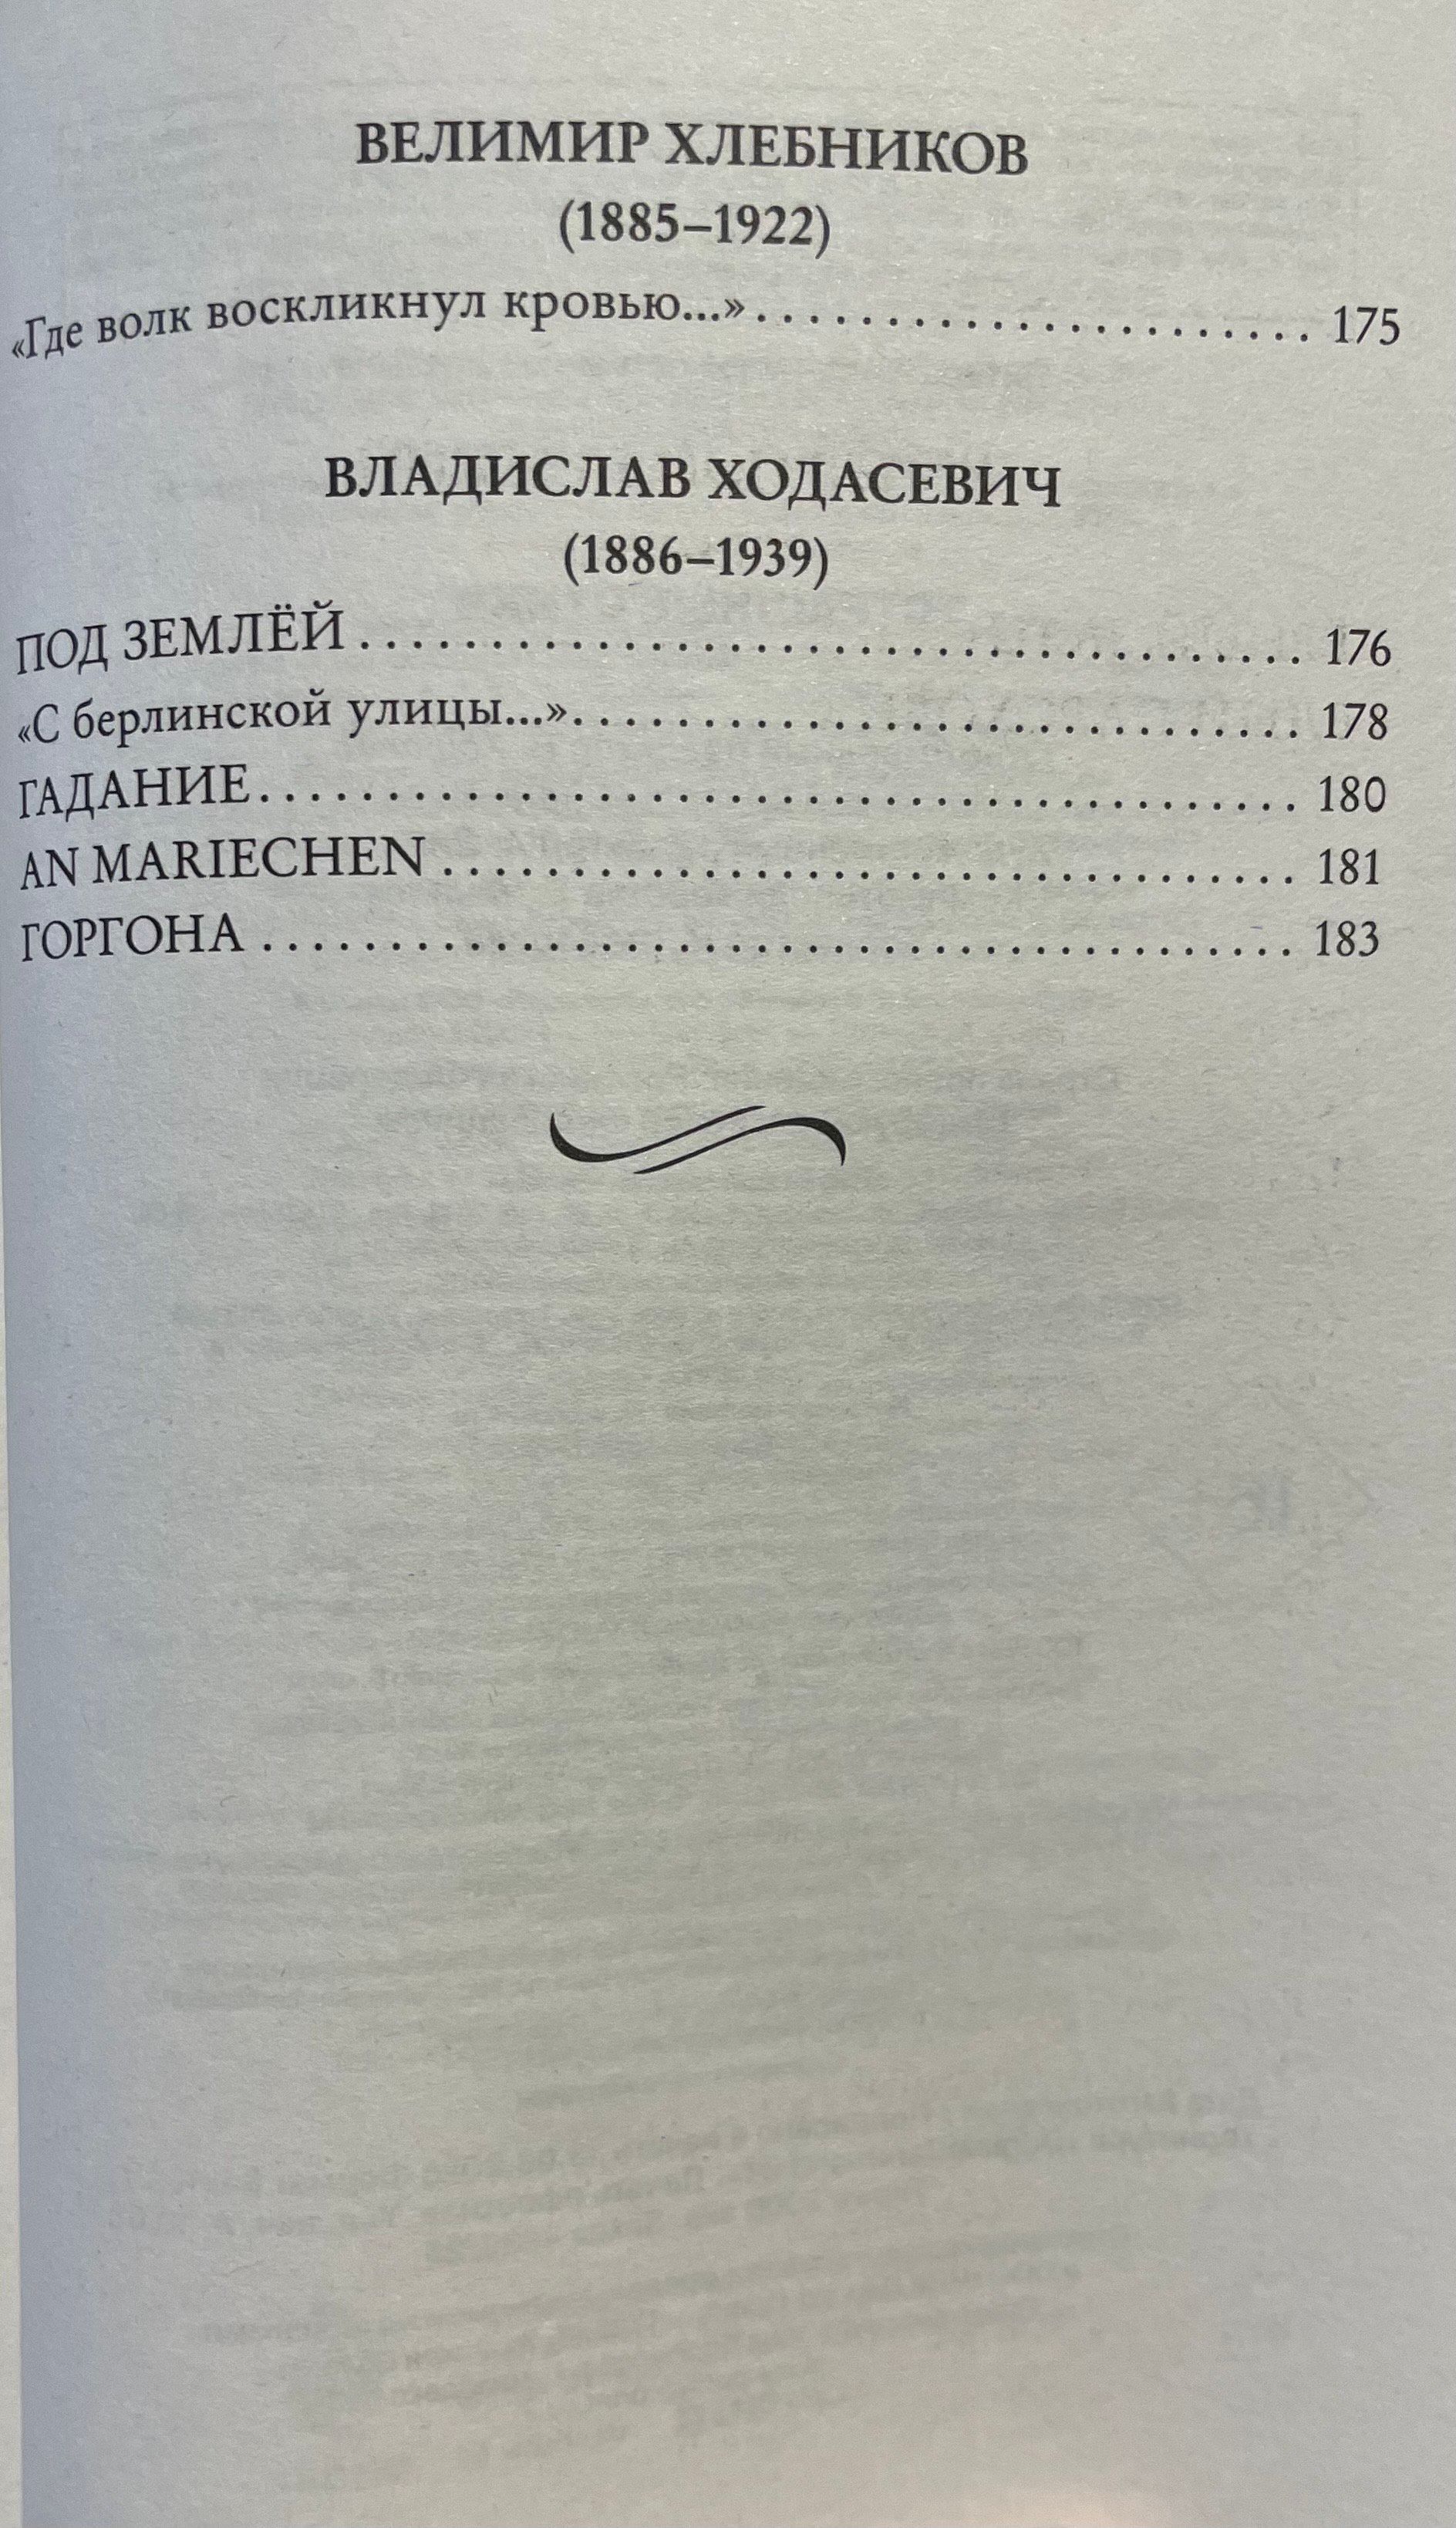 ВЕЛИМИР ХЛЕБНИКОВ
(1885–1922)
«Где волк воскликнул кровью...» . . . . . . . . . . . . . . . . . . . . . . 175
ВЛАДИСЛАВ ХОДАСЕВИЧ
(1886–1939)
ПОД ЗЕМЛЁЙ . . . . . . . . . . . . . . . . . . . . . . . . . . . . . . . . . . . . 176
«С берлинской улицы...» . . . . . . . . . . . . . . . . . . . . . . . . . . . . 178
ГАДАНИЕ . . . . . . . . . . . . . . . . . . . . . . . . . . . . . . . . . . . . . . . . 180
AN MARIECHEN . . . . . . . . . . . . . . . . . . . . . . . . . . . . . . . . . 181
ГОРГОНА . . . . . . . . . . . . . . . . . . . . . . . . . . . . . . . . . . . . . . . . 183